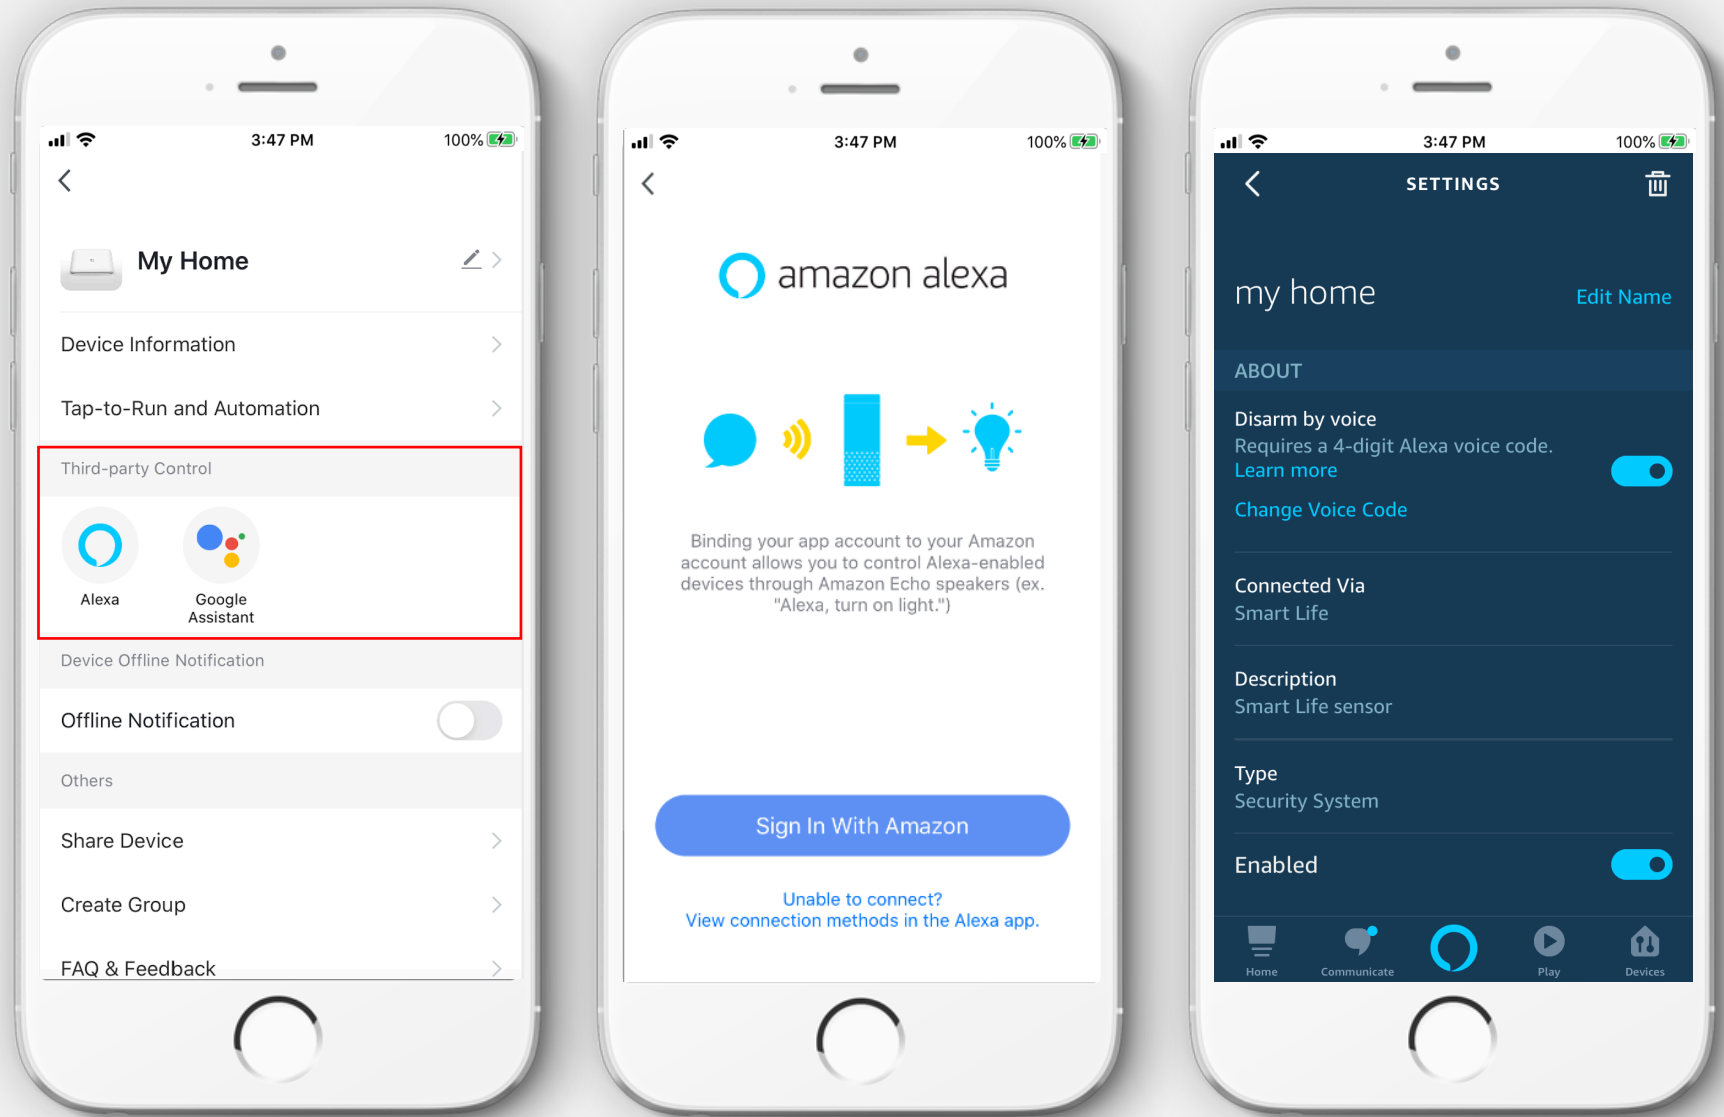 3:47 PM
100%
My Home
Device Information
Tap-to-Run and Automation
Third-party Control
Alexa
Google
Assistant
Device Offline Notification
Offline Notification
Others
Share Device
Create Group
FAQ & Feedback
3:47 PM
100%
amazon alexa
Binding your app account to your Amazon
account allows you to control Alexa-enabled
devices through Amazon Echo speakers (ex.
"Alexa, turn on light.")
Sign In With Amazon
Unable to connect?
View connection methods in the Alexa app.
3:47 PM
100%
SETTINGS
my home
Edit Name
ABOUT
Disarm by voice
Requires a 4-digit Alexa voice code.
Learn more
Change Voice Code
Connected Via
Smart Life
Description
Smart Life sensor
Type
Security System
Enabled
Home
Communicate
Play
Devices